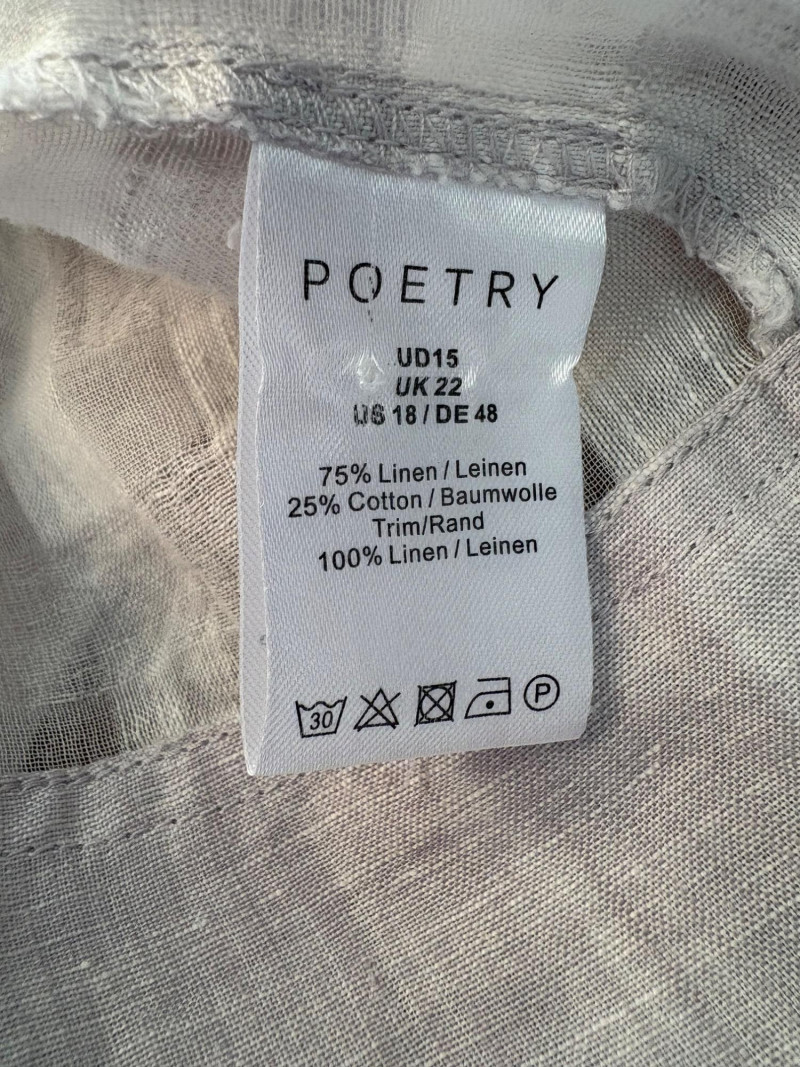 POETRY
UD15
UK 22
US 18 / DE 48
75% Linen / Leinen
25% Cotton / Baumwolle
Trim/Rand
100% Linen / Leinen
30
P